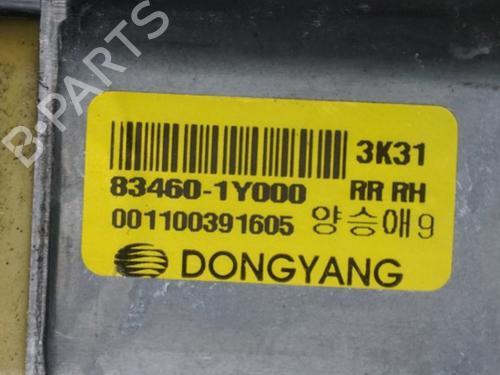 B-PARTS
3K31
83460-1Y000 RR RH
001100391605 양승애9
DONGYANG